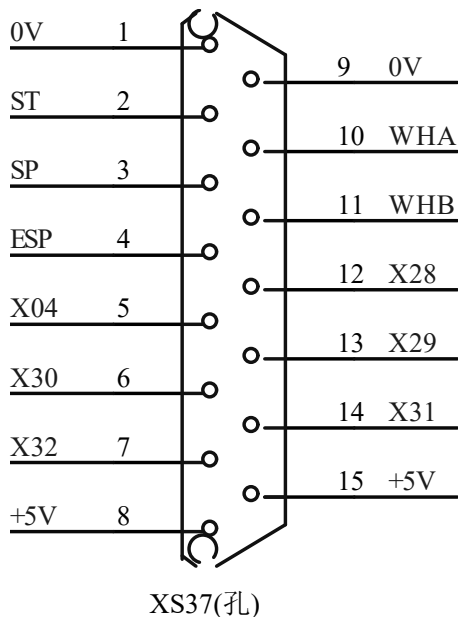 0V 1
9 0V
ST 2
10 WHA
SP 3
11 WHB
ESP 4
12 X28
X04 5
13 X29
X30 6
14 X31
X32 7
15 +5V
+5V 8
XS37(孔)